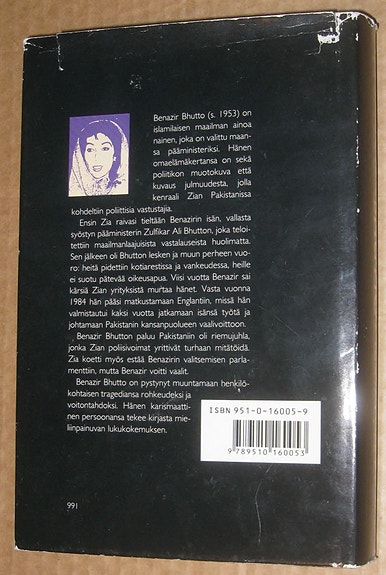 Benazir Bhutto (s. 1953) on
islamilaisen maailman ainoa
nainen, joka on valittu maan-
sa pääministeriksi. Hänen
omaelämäkertansa on sekä
poliitikon muotokuva että
kuvaus julmuudesta, jolla
kenraali Zian Pakistanissa
kohdeltiin poliittisia vastustajia.
Ensin Zia raivasi tieltään Benazirin isän, vallasta
syöstyn pääministerin Zulfikar Ali Bhutton, joka teloi-
tettiin maailmanlaajuisista vastalauseista huolimatta.
Sen jälkeen oli Bhutton lesken ja muun perheen vuo-
ro: heitä pidettiin kotiarestissa ja vankeudessa, heille
ei suotu pätevää oikeusapua. Viisi vuotta Benazir sai
kärsiä Zian yrityksistä murtaa hänet. Vasta vuonna
1984 hän pääsi matkustamaan Englantiin, missä hän
valmistautui kaksi vuotta jatkamaan isänsä työtä ja
johtamaan Pakistanin kansanpuolueen vaalivoittoon.
Benazir Bhutton paluu Pakistaniin oli riemujuhla,
jonka Zian poliisivoimat yrittivät turhaan mitätöidä.
Zia koetti myös estää Benazirin valitsemisen parla-
menttiin, mutta Benazir voitti vaalit.
Benazir Bhutto on pystynyt muuntamaan henkilö-
kohtaisen tragediansa rohkeudeksi ja
voitontahdoksi. Hänen karismaatti-
nen persoonansa tekee kirjasta mie-
liinpainuvan lukukokemuksen.
ISBN 951-0-16005-9
9 789510 160053
991